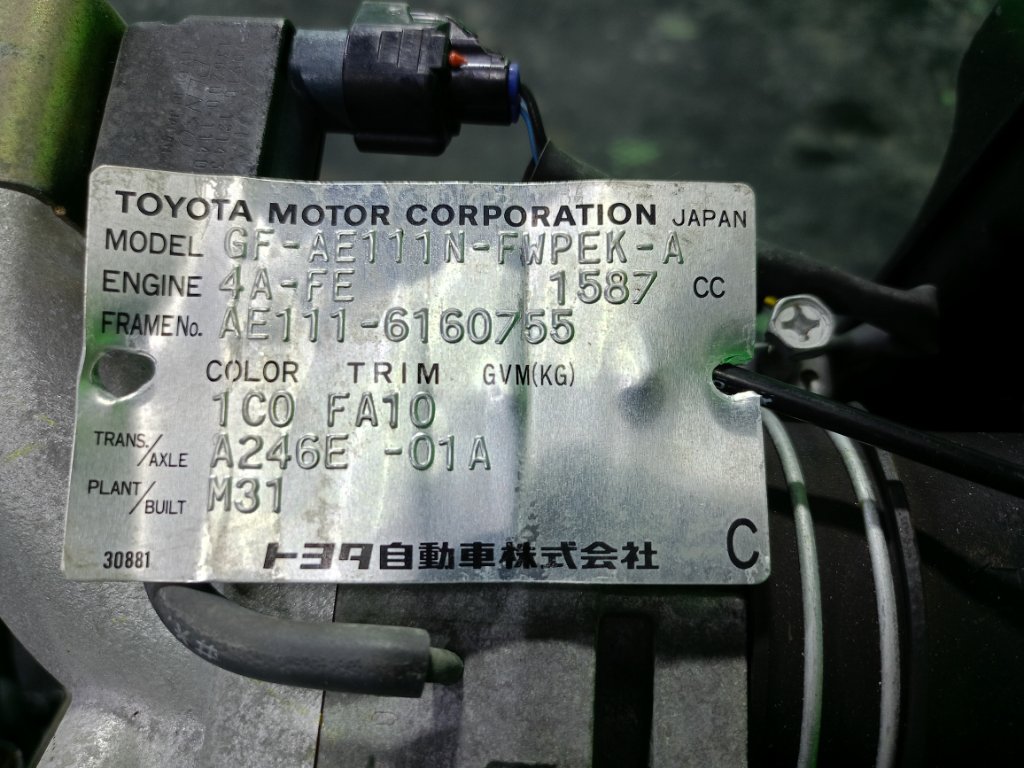 TOYOTA MOTOR CORPORATION JAPAN
MODEL GF-AE111N-FWPEK-A
ENGINE 4A-FE 1587 CC
FRAME No. AE111-6160755
COLOR TRIM GVM(KG)
1C0 FA10
TRANS./AXLE A246E -01A
PLANT/BUILT M31
30881 トヨタ自動車株式会社 C